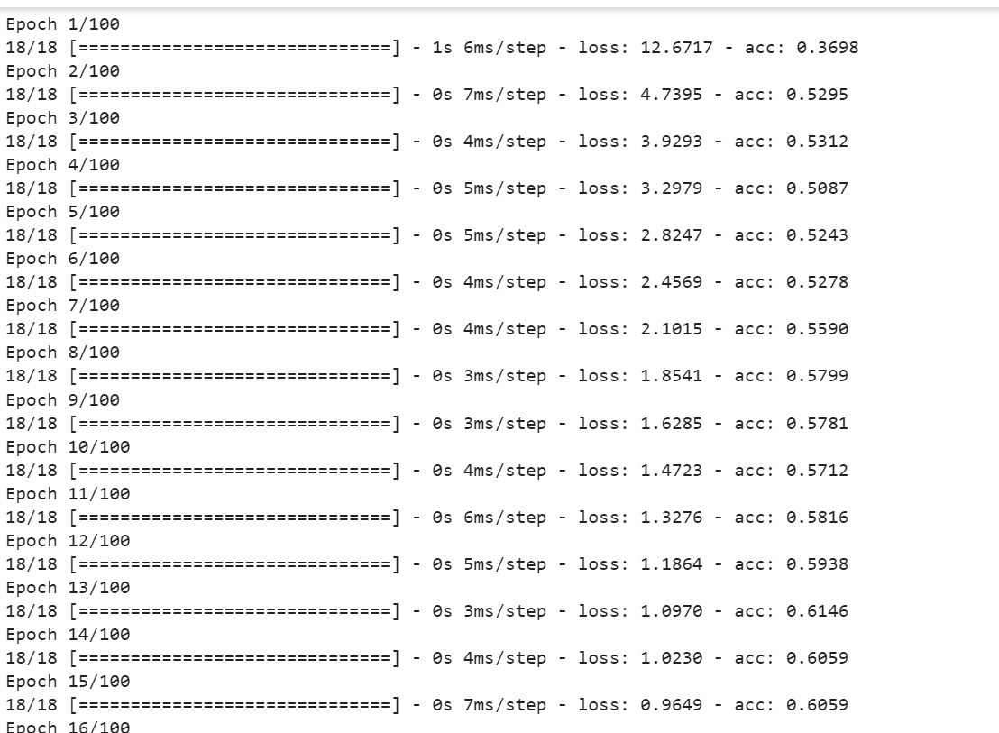 Epoch 1/100
18/18 [==============================] - 1s 6ms/step - loss: 12.6717 - acc: 0.3698
Epoch 2/100
18/18 [==============================] - 0s 7ms/step - loss: 4.7395 - acc: 0.5295
Epoch 3/100
18/18 [==============================] - 0s 4ms/step - loss: 3.9293 - acc: 0.5312
Epoch 4/100
18/18 [==============================] - 0s 5ms/step - loss: 3.2979 - acc: 0.5087
Epoch 5/100
18/18 [==============================] - 0s 5ms/step - loss: 2.8247 - acc: 0.5243
Epoch 6/100
18/18 [==============================] - 0s 4ms/step - loss: 2.4569 - acc: 0.5278
Epoch 7/100
18/18 [==============================] - 0s 4ms/step - loss: 2.1015 - acc: 0.5590
Epoch 8/100
18/18 [==============================] - 0s 3ms/step - loss: 1.8541 - acc: 0.5799
Epoch 9/100
18/18 [==============================] - 0s 3ms/step - loss: 1.6285 - acc: 0.5781
Epoch 10/100
18/18 [==============================] - 0s 4ms/step - loss: 1.4723 - acc: 0.5712
Epoch 11/100
18/18 [==============================] - 0s 6ms/step - loss: 1.3276 - acc: 0.5816
Epoch 12/100
18/18 [==============================] - 0s 5ms/step - loss: 1.1864 - acc: 0.5938
Epoch 13/100
18/18 [==============================] - 0s 3ms/step - loss: 1.0970 - acc: 0.6146
Epoch 14/100
18/18 [==============================] - 0s 4ms/step - loss: 1.0230 - acc: 0.6059
Epoch 15/100
18/18 [==============================] - 0s 7ms/step - loss: 0.9649 - acc: 0.6059
Epoch 16/100